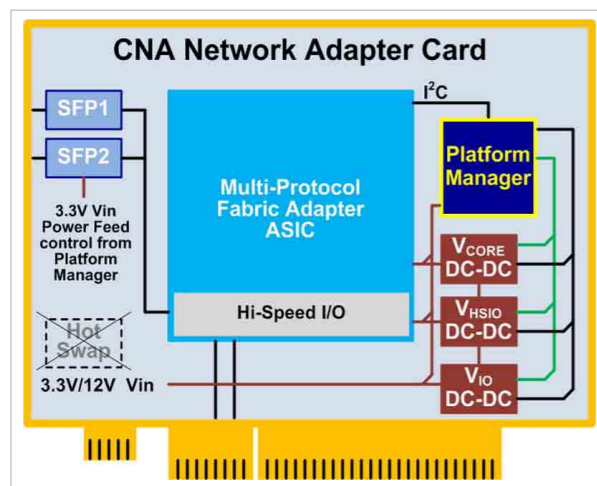 CNA Network Adapter Card
SFP1
SFP2
3.3V Vin
Power Feed
control from
Platform
Manager
Hot
Swap
3.3V/12V Vin
Multi-Protocol
Fabric Adapter
ASIC
Hi-Speed I/O
I²C
Platform
Manager
VCORE
DC-DC
VHSIO
DC-DC
VIO
DC-DC